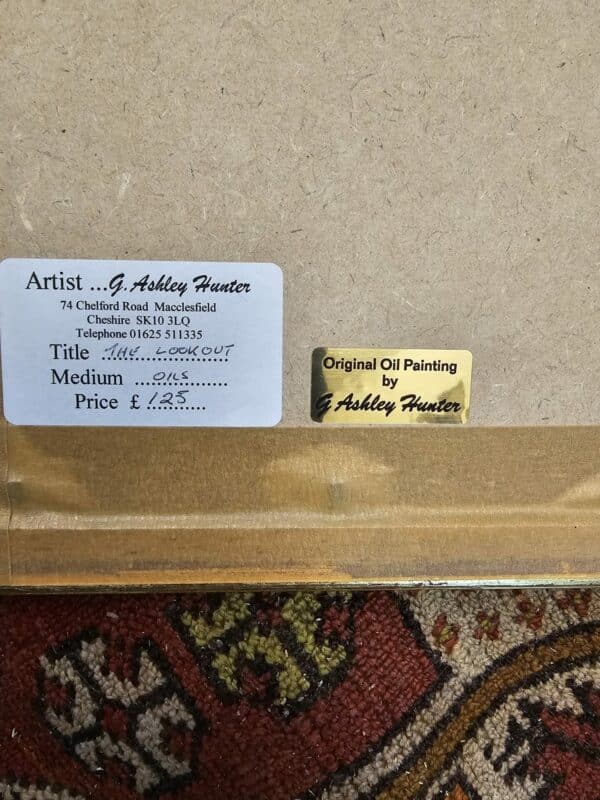 Artist ...G. Ashley Hunter
74 Chelford Road Macclesfield
Cheshire SK10 3LQ
Telephone 01625 511335
Title THE LOOKOUT
Medium OILS
Price £ 125
Original Oil Painting
by
G Ashley Hunter